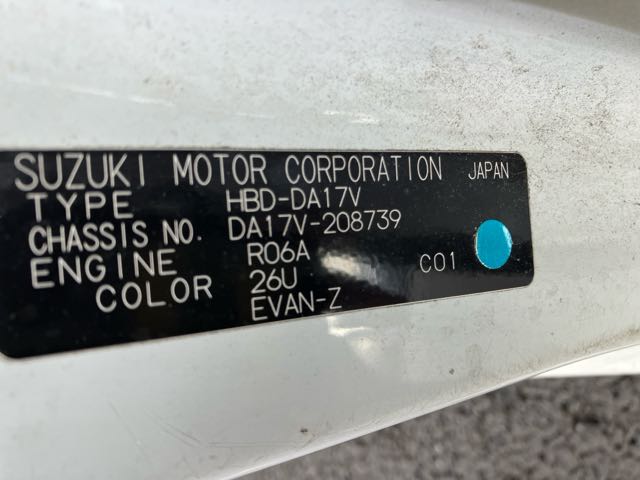 SUZUKI MOTOR CORPORATION JAPAN
TYPE HBD-DA17V
CHASSIS NO. DA17V-208739
ENGINE R06A
COLOR 26U C01
EVAN-Z